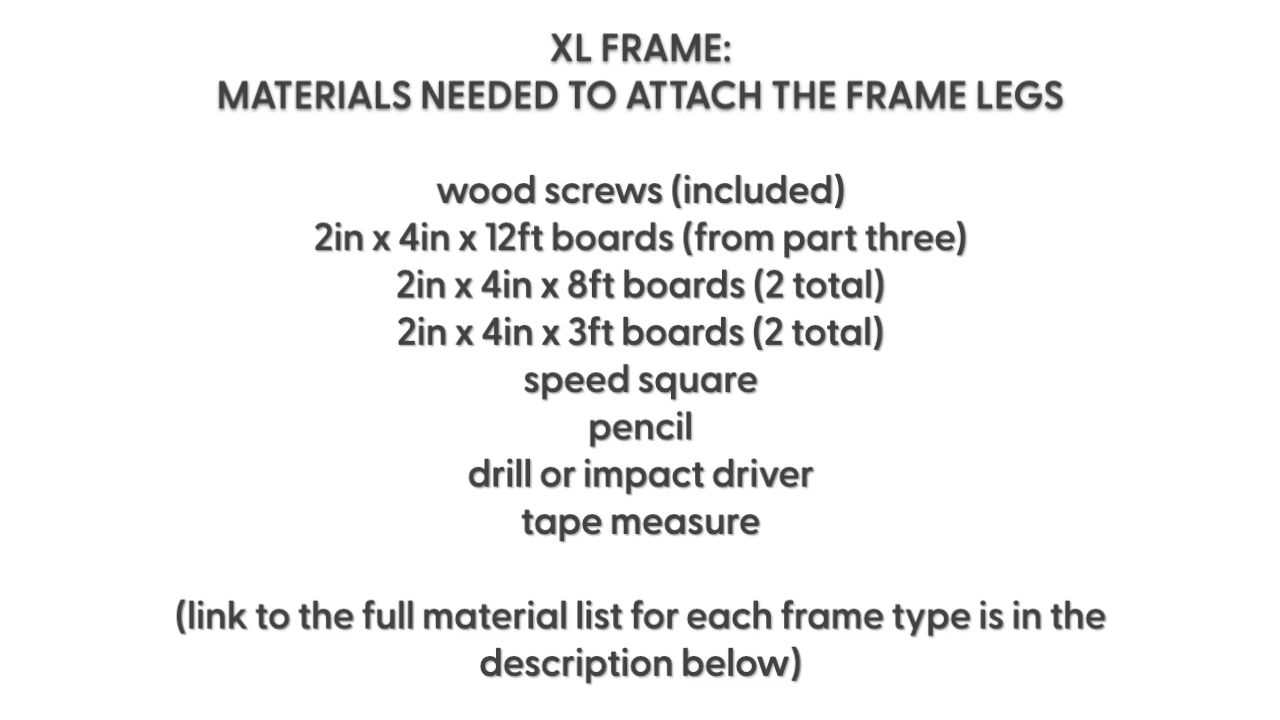 XL FRAME:
MATERIALS NEEDED TO ATTACH THE FRAME LEGS
wood screws (included)
2in x 4in x 12ft boards (from part three)
2in x 4in x 8ft boards (2 total)
2in x 4in x 3ft boards (2 total)
speed square
pencil
drill or impact driver
tape measure
(link to the full material list for each frame type is in the
description below)